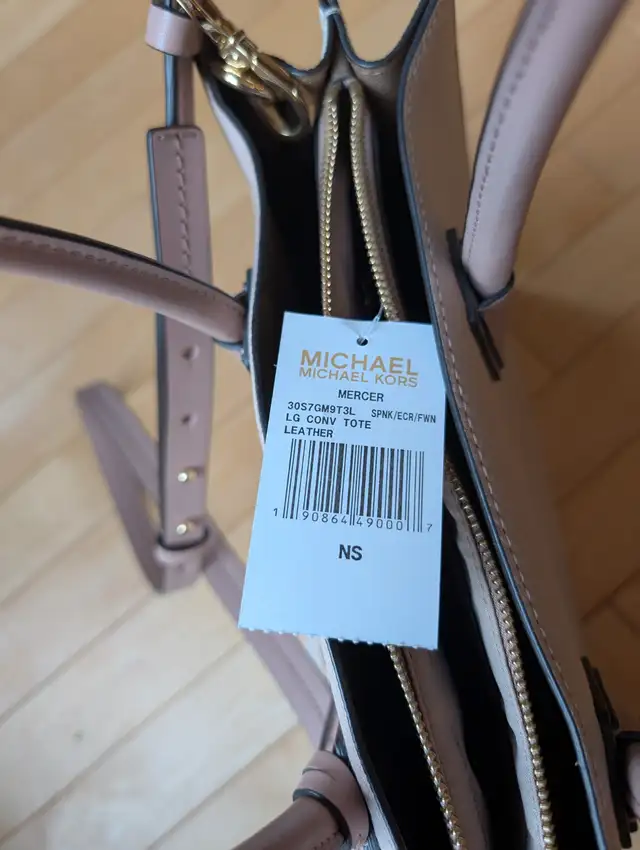 MICHAEL
MICHAEL KORS
MERCER
30S7GM9T3L SPNK/ECR/FWN
LG CONV TOTE
LEATHER
1 90864 49000 7
NS